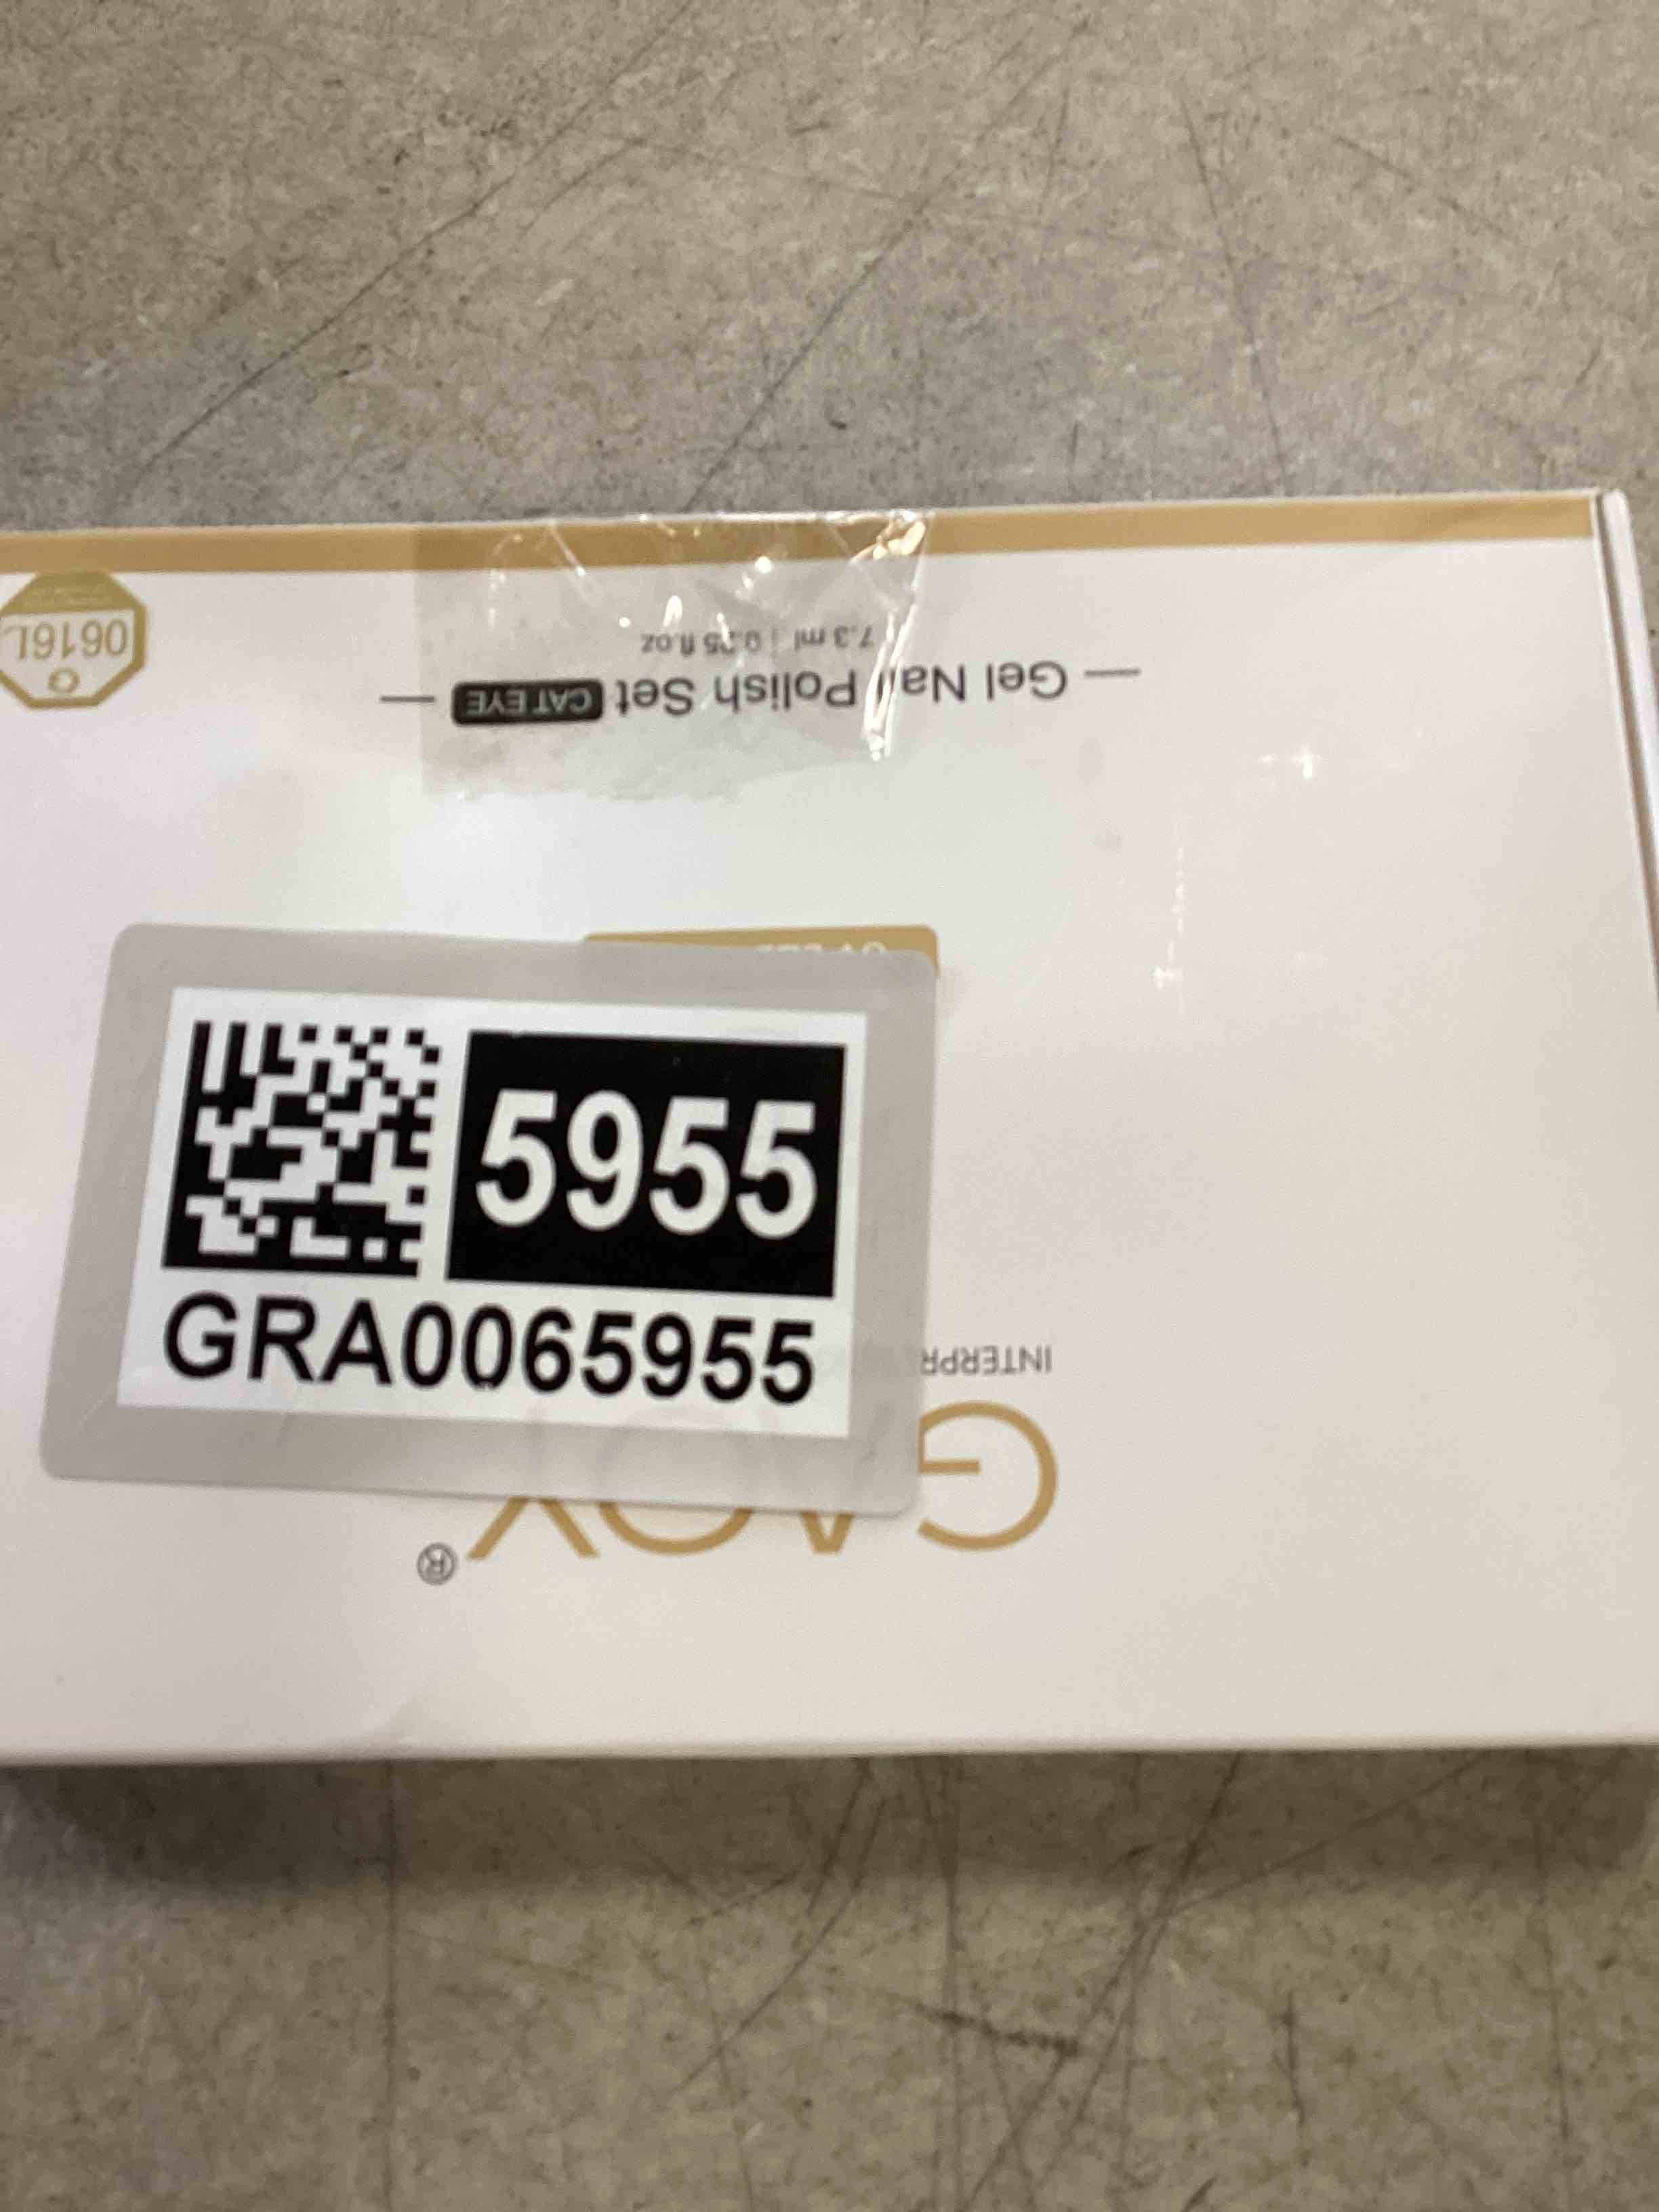 5955
GRA0065955
GAOY®
INTERPR
Gel Nail Polish Set CAT EYE
7.3 ml | 0.25 fl.oz
0616L